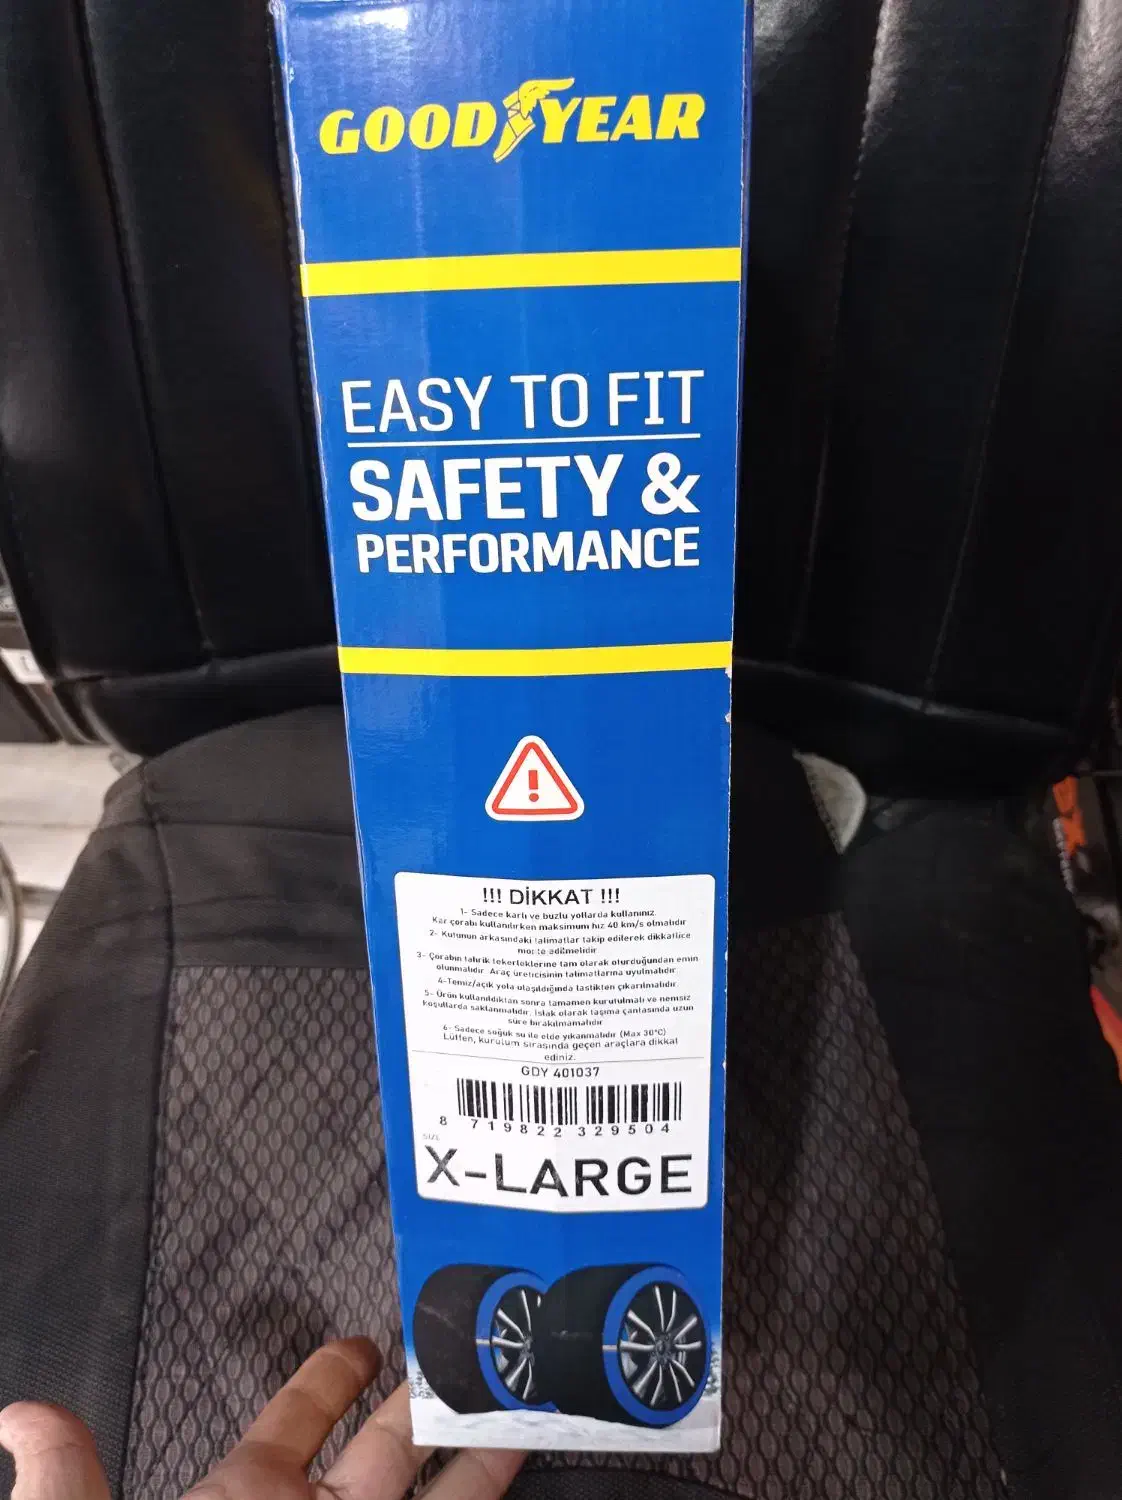 GOODYEAR
EASY TO FIT
SAFETY &
PERFORMANCE
!!! DİKKAT !!!
1- Sadece karlı ve buzlu yollarda kullanınız.
Kar çorabı kullanılırken maksimum hız 40 km/s olmalıdır
2- Kutunun arkasındaki talimatlar takip edilerek dikkatlice
monte edilmelidir
3- Çorabın tahrik tekerleklerine tam olarak oturduğundan emin
olunmalıdır. Araç üreticisinin talimatlarına uyulmalıdır
4-Temiz/açık yola ulaşıldığında lastikten çıkarılmalıdır
5- Ürün kullanıldıktan sonra tamamen kurutulmalı ve nemsiz
koşullarda saklanmalıdır. Islak olarak taşıma çantasında uzun
süre bırakılmamalıdır
6- Sadece soğuk su ile elde yıkanmalıdır (Max 30°C)
Lütfen, kurulum sırasında geçen araçlara dikkat
ediniz.
GDY 401037
8 719822 329504
SIZE
X-LARGE